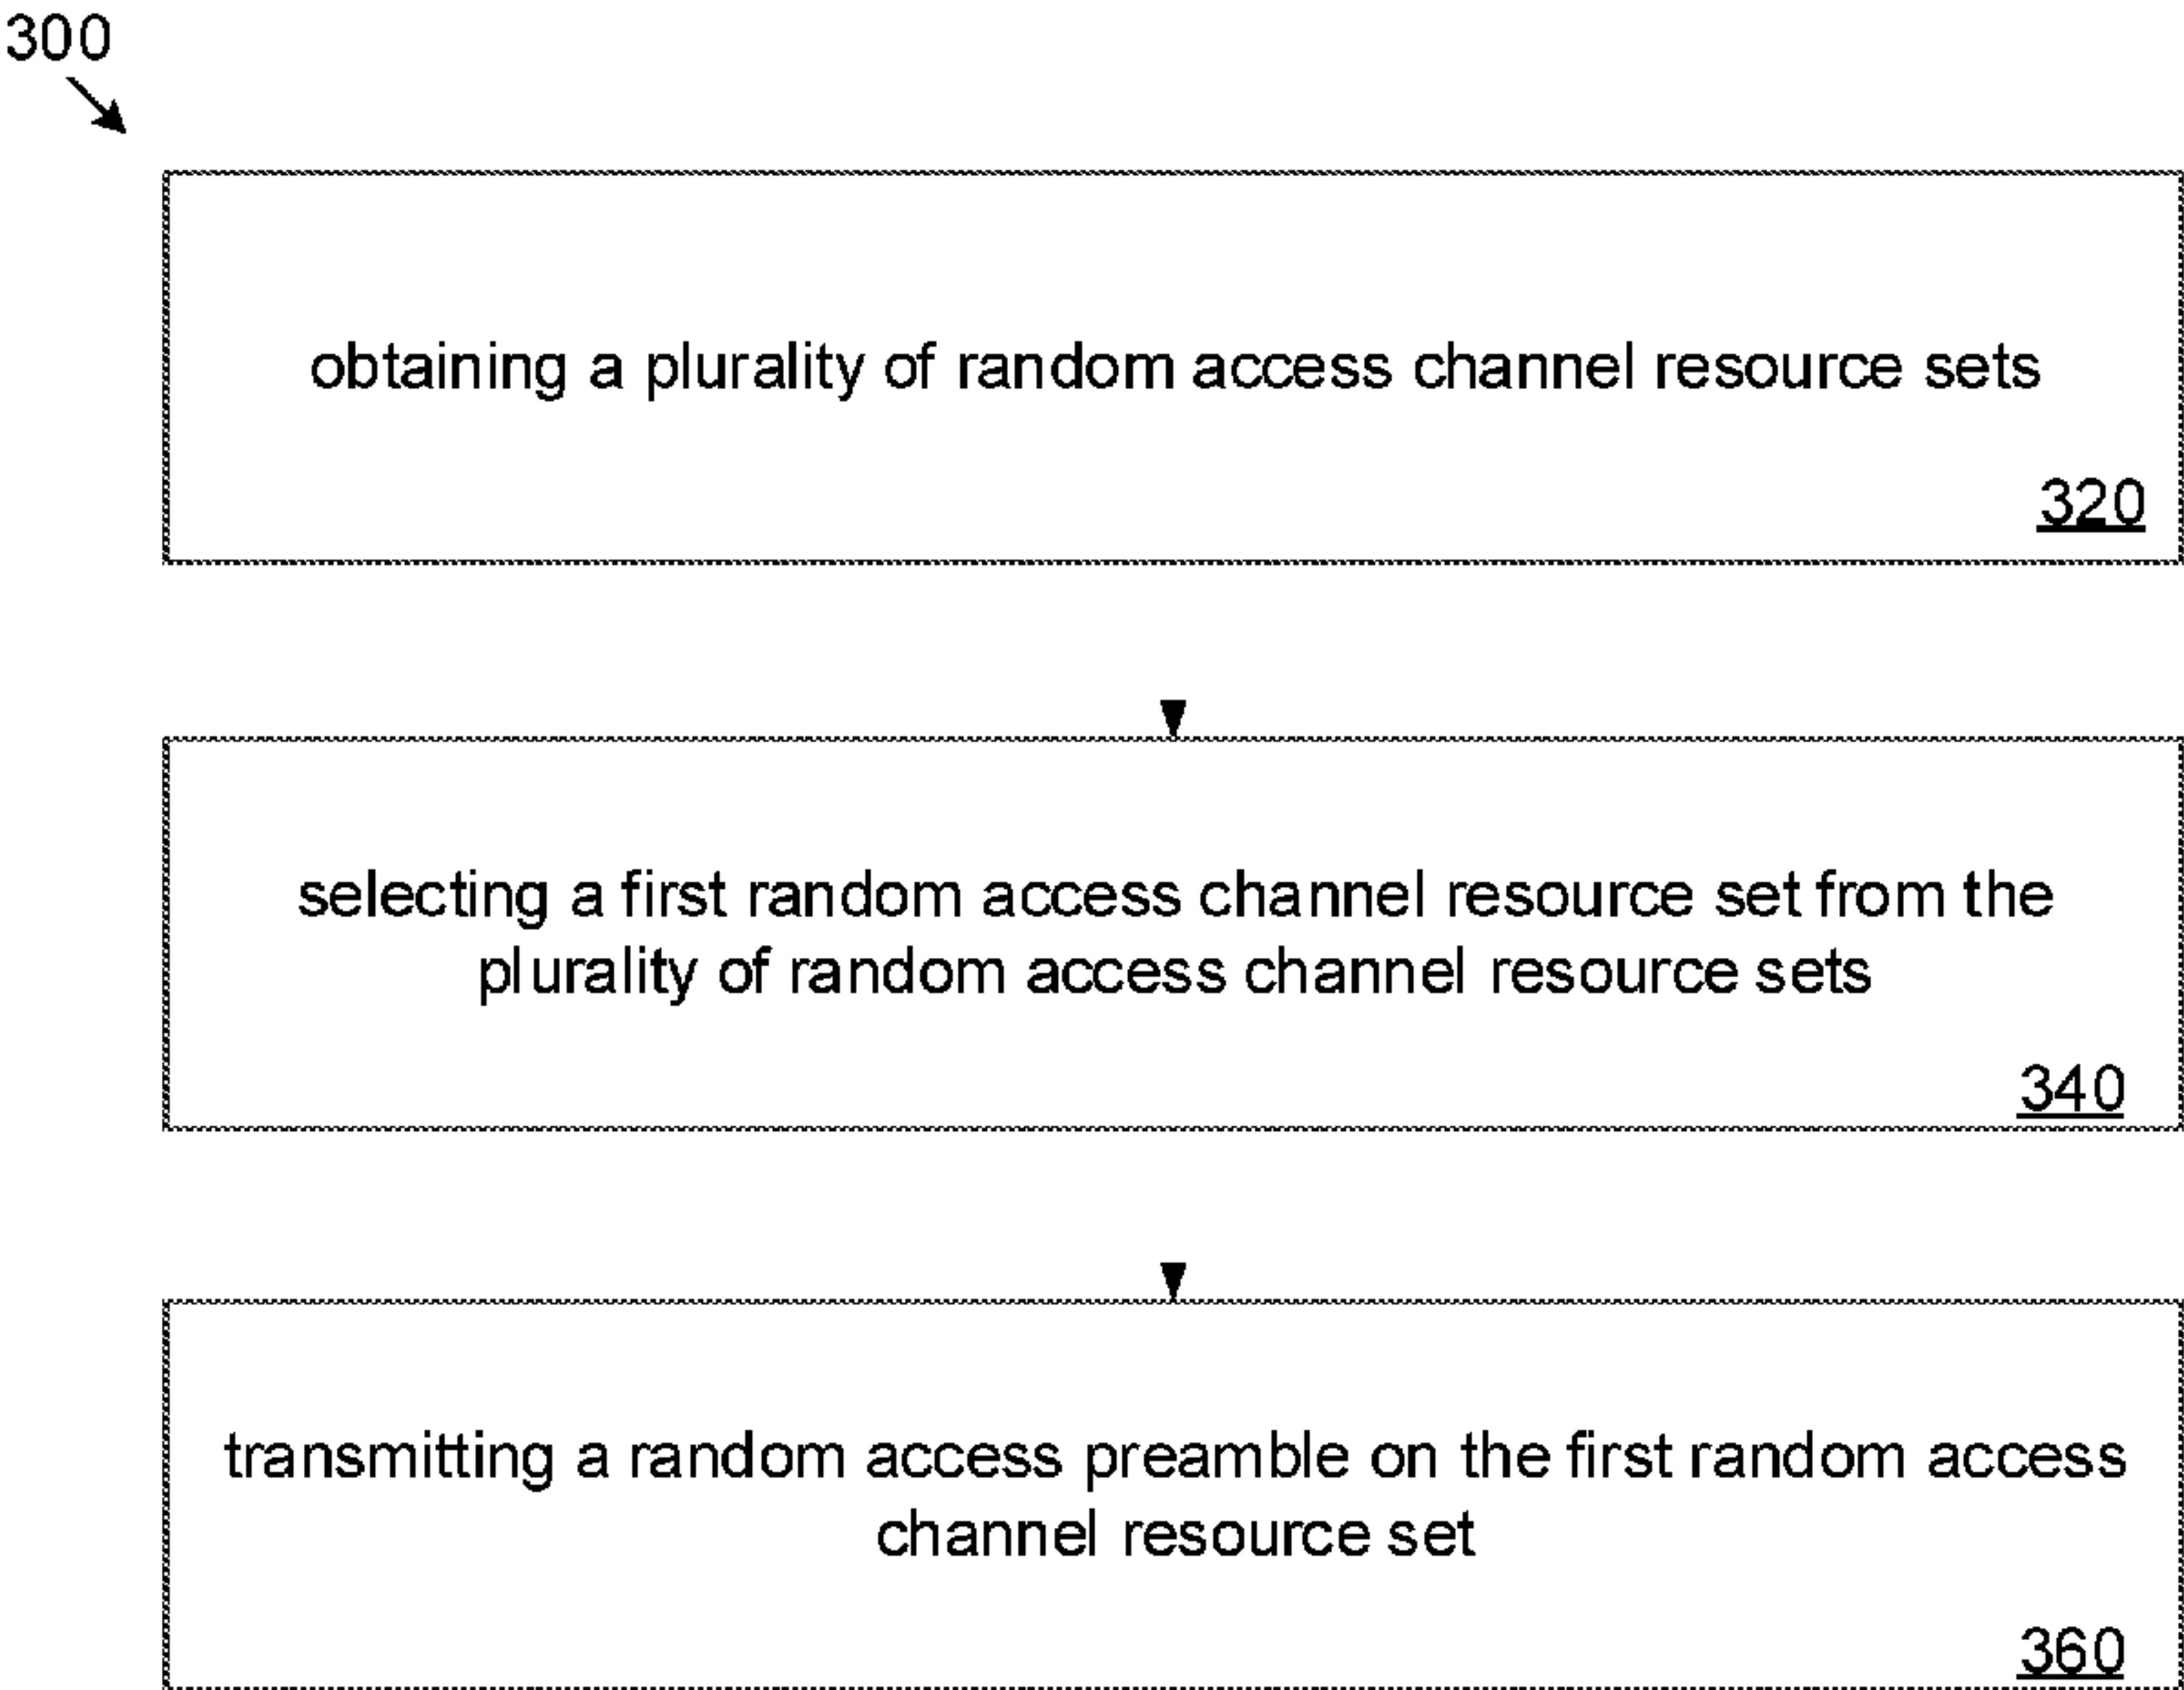 300
obtaining a plurality of random access channel resource sets
320
selecting a first random access channel resource set from the
plurality of random access channel resource sets
340
transmitting a random access preamble on the first random access
channel resource set
360